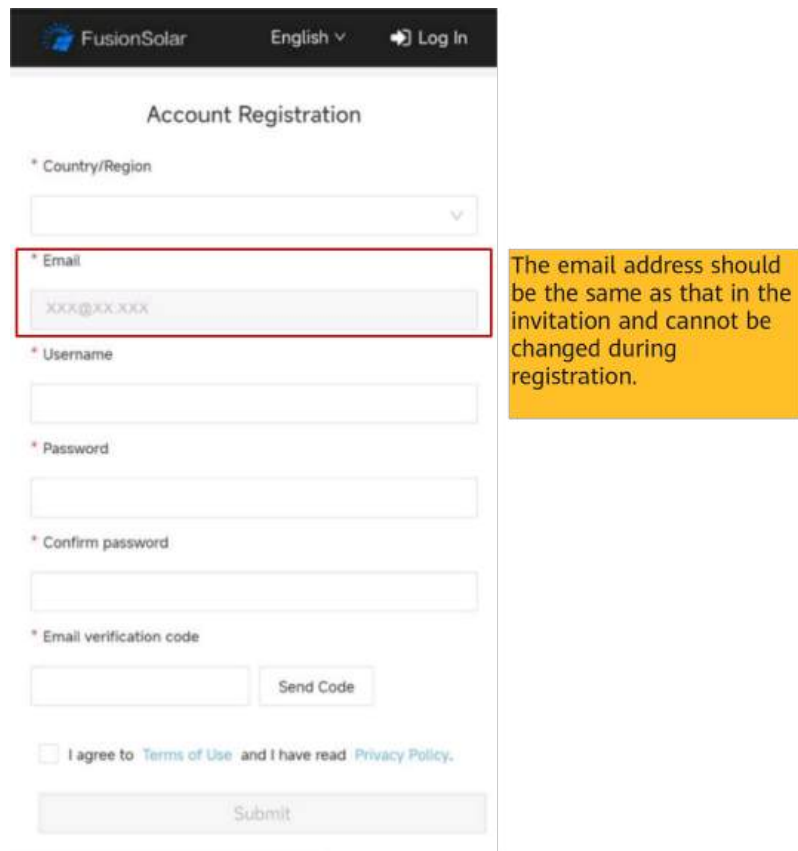 FusionSolar English Log In
Account Registration
* Country/Region
* Email
XXX@XX.XXX
The email address should
be the same as that in the
invitation and cannot be
changed during
registration.
* Username
* Password
* Confirm password
* Email verification code
Send Code
I agree to Terms of Use and I have read Privacy Policy.
Submit